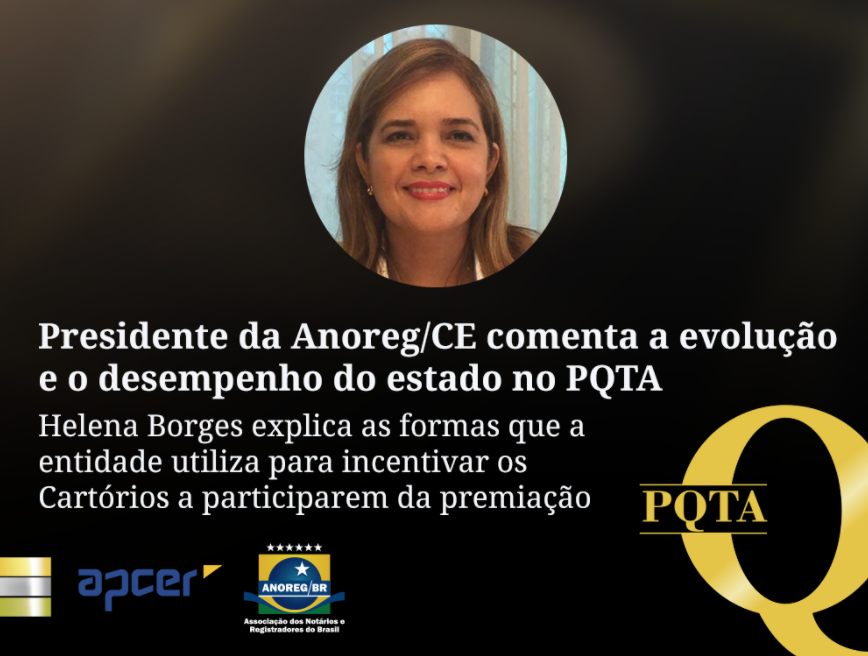 Presidente da Anoreg/CE comenta a evolução
e o desempenho do estado no PQTA
Helena Borges explica as formas que a
entidade utiliza para incentivar os
Cartórios a participarem da premiação
PQTA
apcer
ANOREG/BR
Associação dos Notários e
Registradores do Brasil